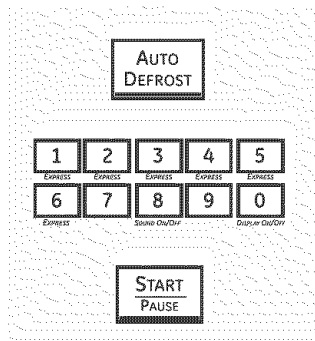 AUTO
DEFROST
1 2 3 4 5
EXPRESS EXPRESS EXPRESS EXPRESS EXPRESS
6 7 8 9 0
EXPRESS SOUND ON/OFF DISPLAY ON/OFF
START
PAUSE